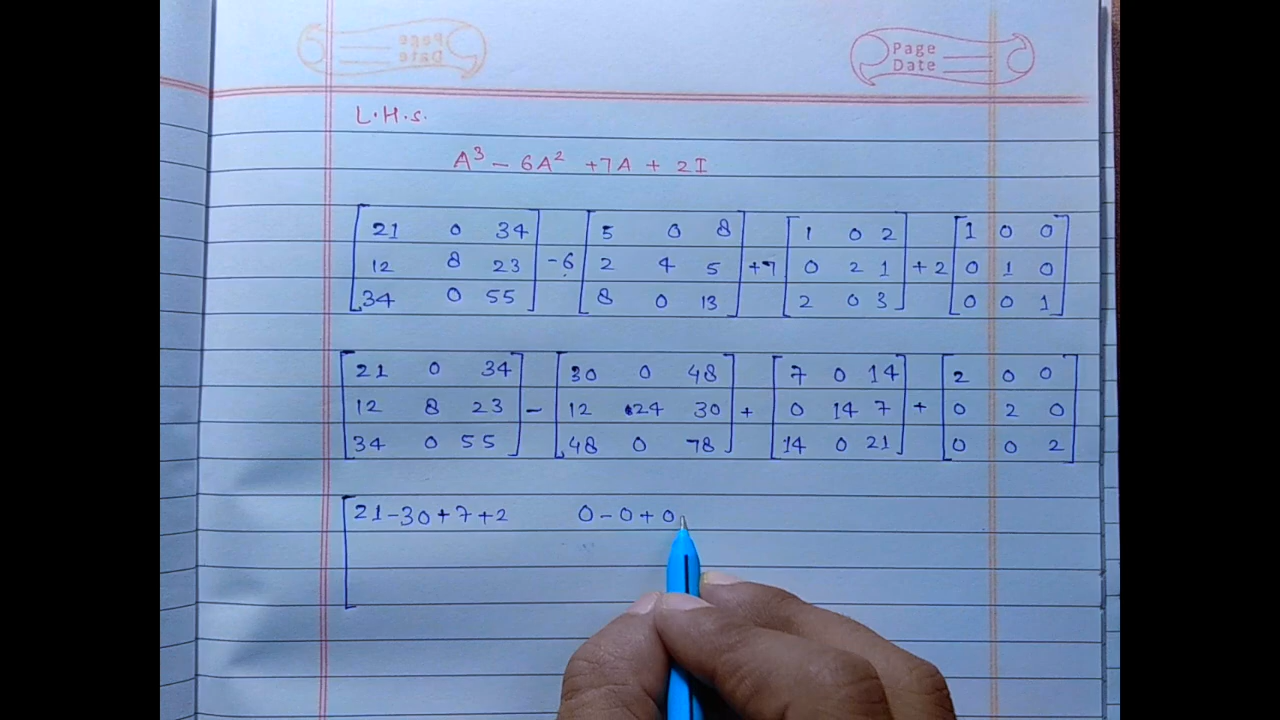 Page
Date
Page
Date
L.H.S.
A³ - 6A² + 7A + 2I
21 0 34 5 0 8 1 0 2 1 0 0
12 8 23 -6 2 4 5 +7 0 2 1 +2 0 1 0
34 0 55 8 0 13 2 0 3 0 0 1
21 0 34 30 0 48 7 0 14 2 0 0
12 8 23 - 12 24 30 + 0 14 7 + 0 2 0
34 0 55 48 0 78 14 0 21 0 0 2
21-30+7+2 0-0+0